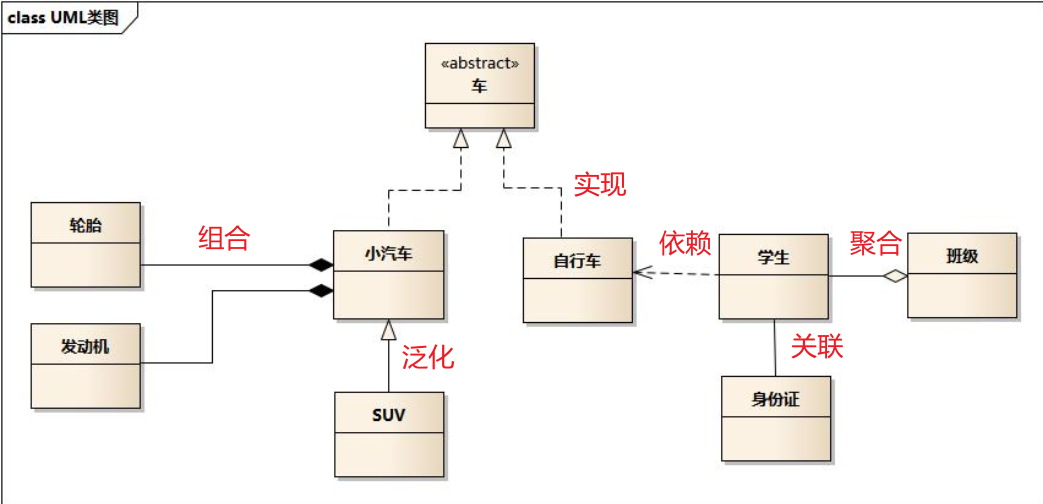 class UML类图
«abstract»
车
实现
轮胎
组合
小汽车
自行车
依赖
学生
聚合
班级
发动机
泛化
关联
SUV
身份证